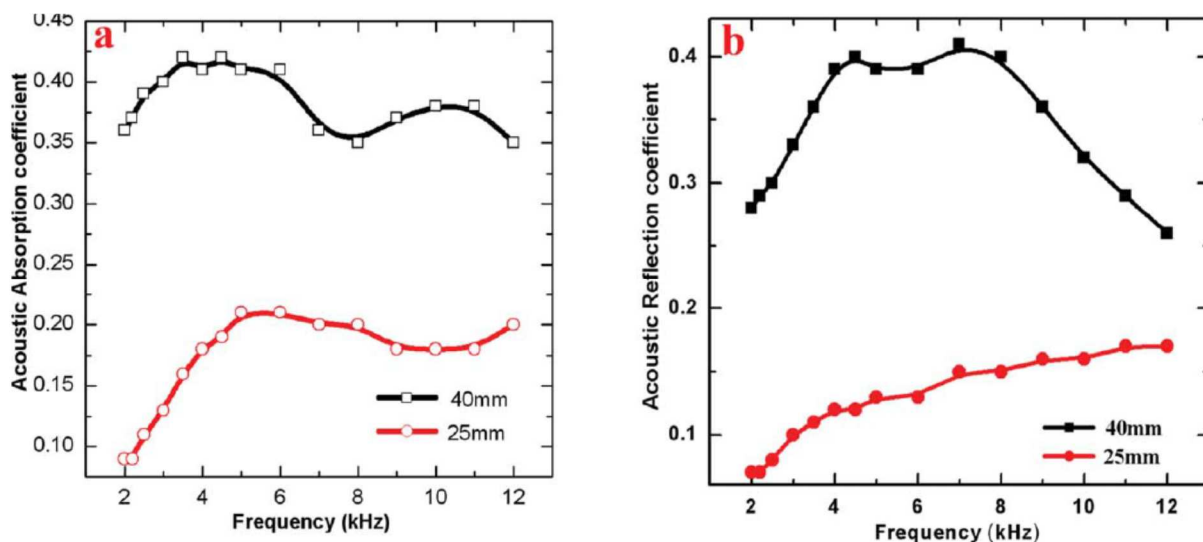 a
Acoustic Absorption coefficient
0.45
0.40
0.35
0.30
0.25
0.20
0.15
0.10
40mm
25mm
2 4 6 8 10 12
Frequency (kHz)
b
Acoustic Reflection coefficient
0.4
0.3
0.2
0.1
40mm
25mm
2 4 6 8 10 12
Frequency (kHz)